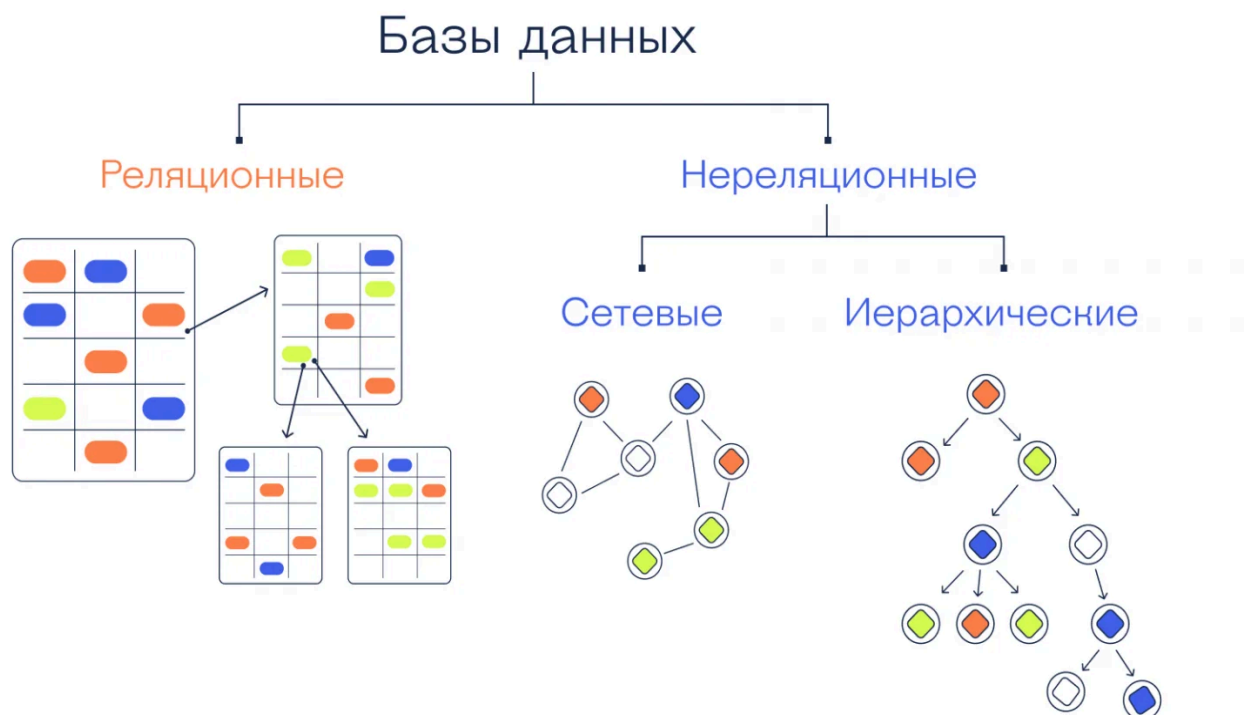 Базы данных
Реляционные
Нереляционные
Сетевые
Иерархические